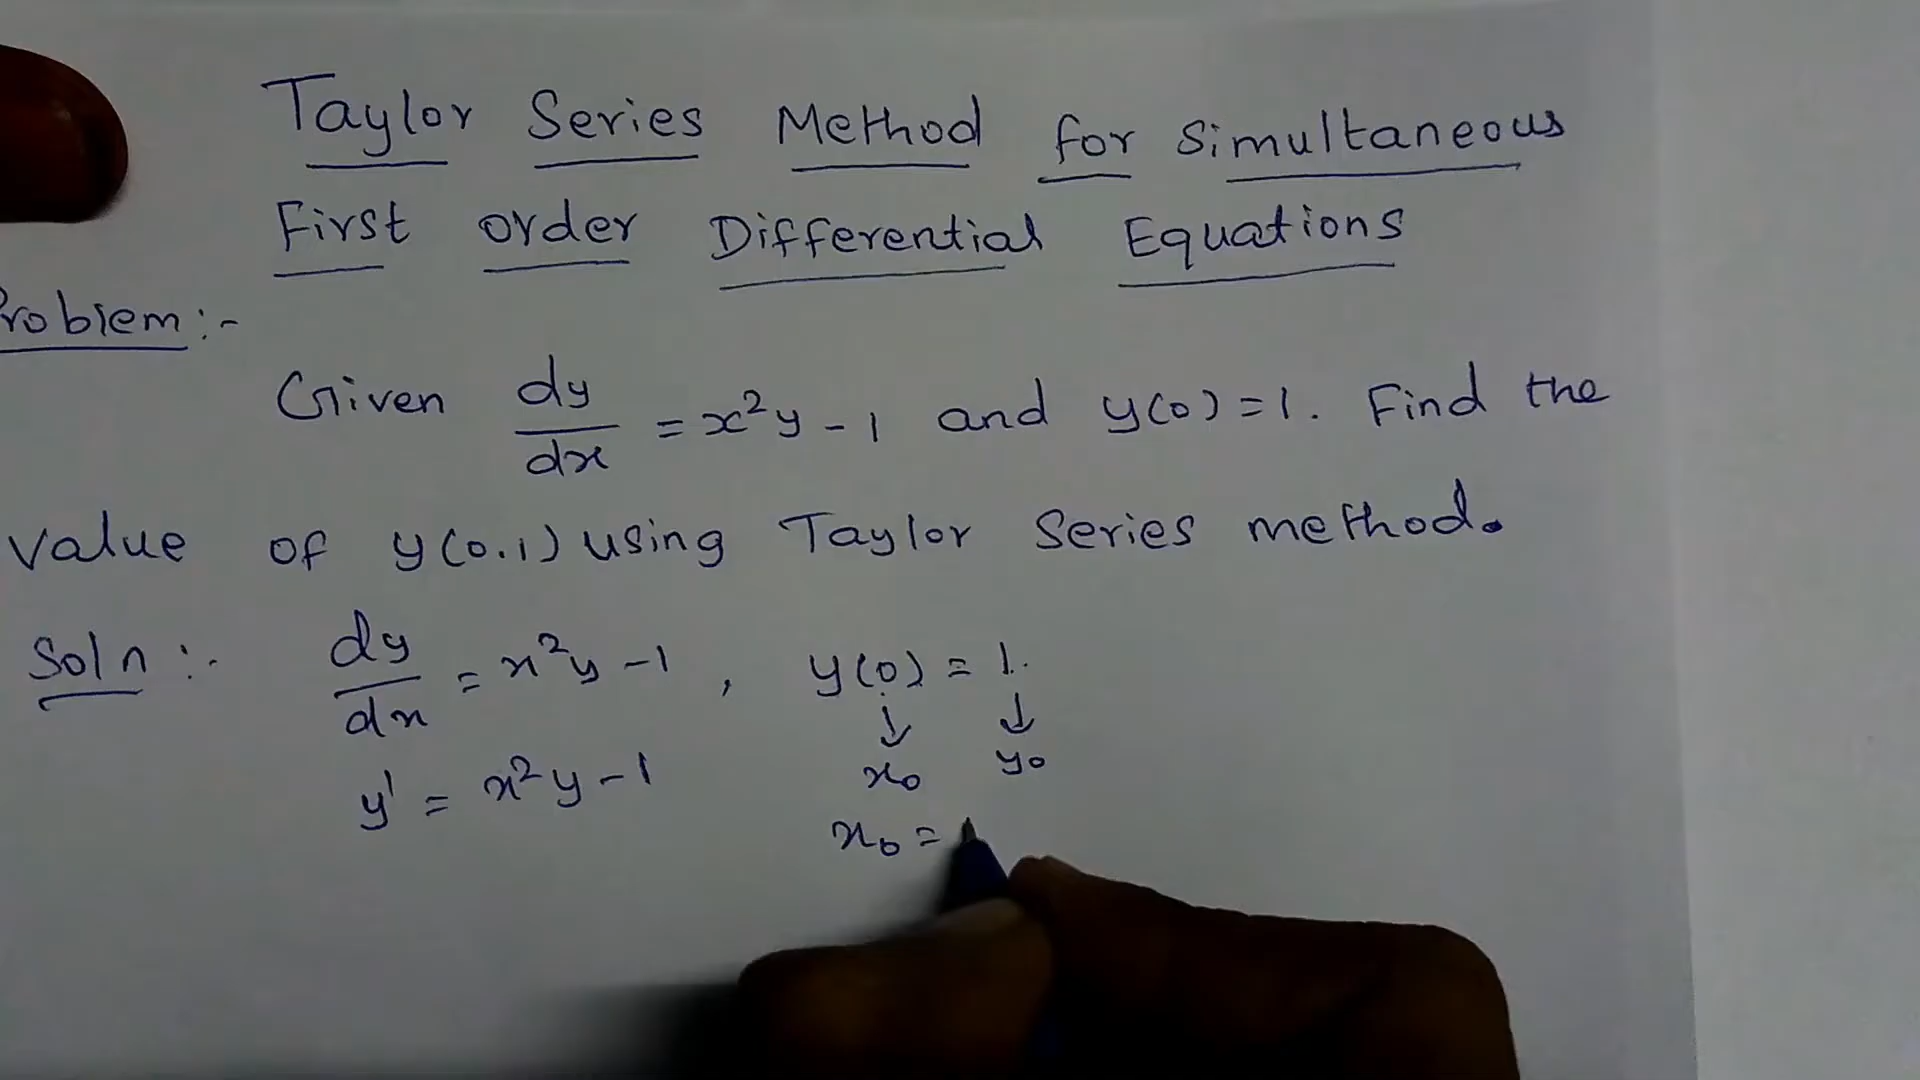 Taylor Series Method for Simultaneous
First order Differential Equations
roblem:-
Given dy/dx = x²y - 1 and y(0) = 1. Find the
value of y(0.1) using Taylor Series method.
Soln:- dy/dx = x²y - 1, y(0) = 1.
↓ ↓
y' = x²y - 1 x₀ y₀
x₀ =